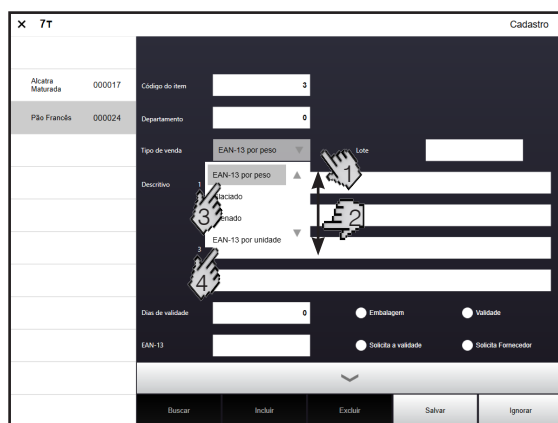 × 7T Cadastro
Alcatra
Maturada 000017
Código do item 3
Pão Francês 000024
Departamento 0
Tipo de venda EAN-13 por peso Lote
1
Descritivo 1 EAN-13 por peso
Glaciado
2
3
3 EAN-13 por unidade
4
Dias de validade 0 Embalagem Validade
EAN-13 Solicita a validade Solicita Fornecedor
Buscar Incluir Excluir Salvar Ignorar